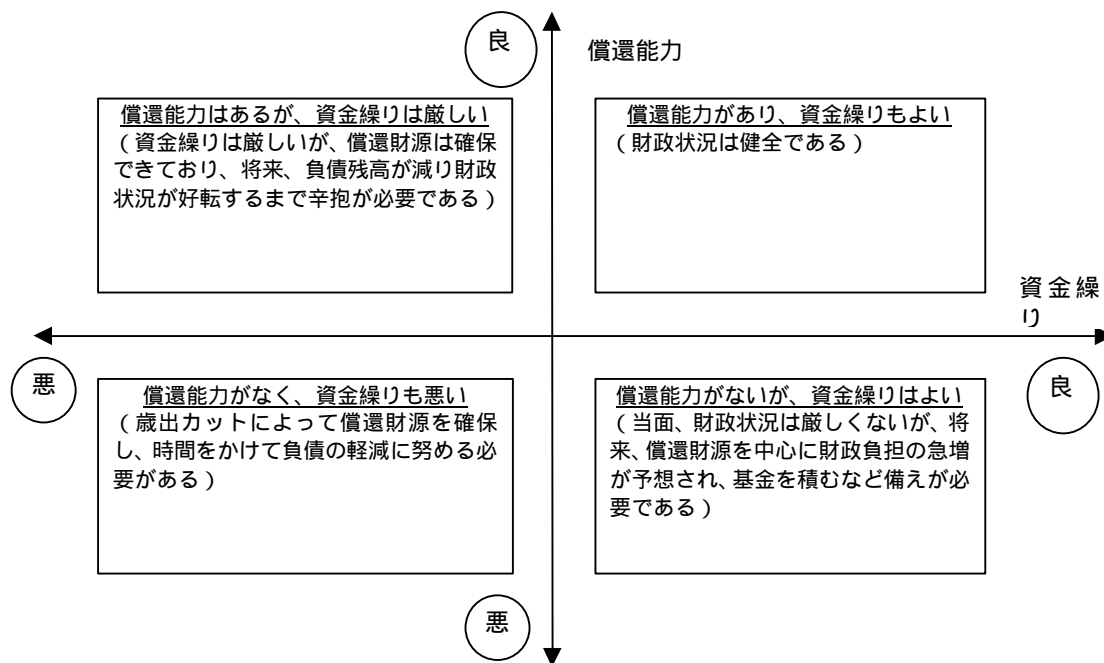 良
償還能力
償還能力はあるが、資金繰りは厳しい
（資金繰りは厳しいが、償還財源は確保
できており、将来、負債残高が減り財政
状況が好転するまで辛抱が必要である）
償還能力があり、資金繰りもよい
（財政状況は健全である）
資金繰
り
悪
良
償還能力がなく、資金繰りも悪い
（歳出カットによって償還財源を確保
し、時間をかけて負債の軽減に努める必
要がある）
償還能力がないが、資金繰りはよい
（当面、財政状況は厳しくないが、将
来、償還財源を中心に財政負担の急増
が予想され、基金を積むなど備えが必
要である）
悪